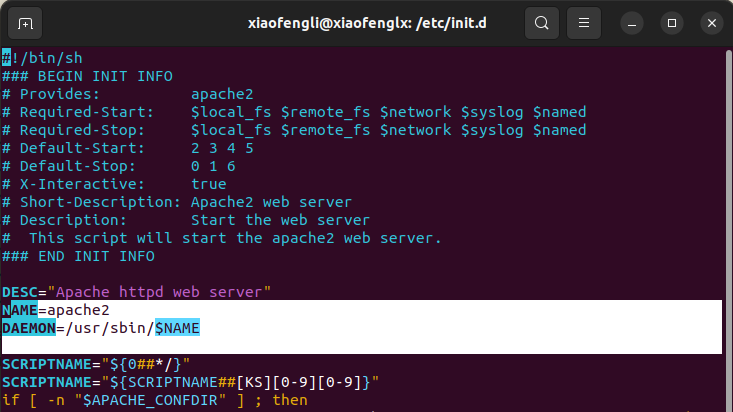 xiaofengli@xiaofenglx: /etc/init.d
#!/bin/sh
### BEGIN INIT INFO
# Provides:          apache2
# Required-Start:    $local_fs $remote_fs $network $syslog $named
# Required-Stop:     $local_fs $remote_fs $network $syslog $named
# Default-Start:     2 3 4 5
# Default-Stop:      0 1 6
# X-Interactive:     true
# Short-Description: Apache2 web server
# Description:       Start the web server
#  This script will start the apache2 web server.
### END INIT INFO
DESC="Apache httpd web server"
NAME=apache2
DAEMON=/usr/sbin/$NAME
SCRIPTNAME="${0##*/}"
SCRIPTNAME="${SCRIPTNAME##[KS][0-9][0-9]}"
if [ -n "$APACHE_CONFDIR" ] ; then